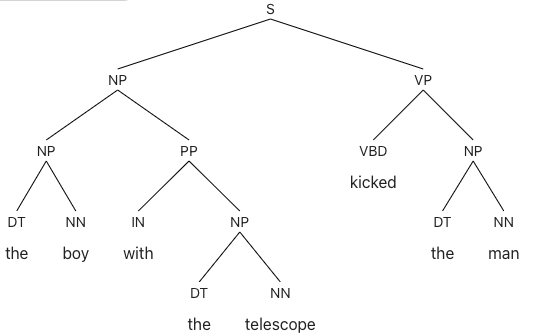 S
NP VP
NP PP VBD NP
kicked
DT NN IN NP DT NN
the boy with the man
DT NN
the telescope